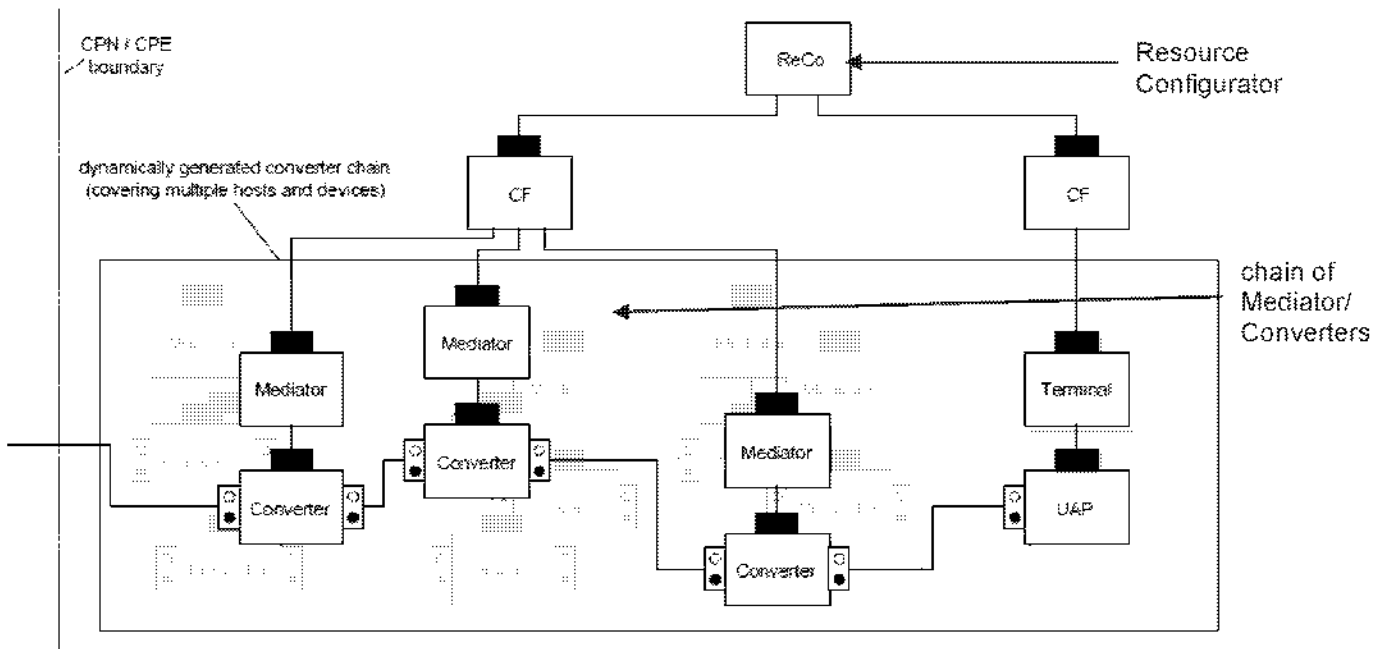 CPN / CPE
boundary
ReCo
Resource
Configurator
dynamically generated converter chain
(covering multiple hosts and devices)
CF
CF
chain of
Mediator/
Converters
Mediator
Mediator
Terminal
Mediator
Converter
Converter
UAP
Converter